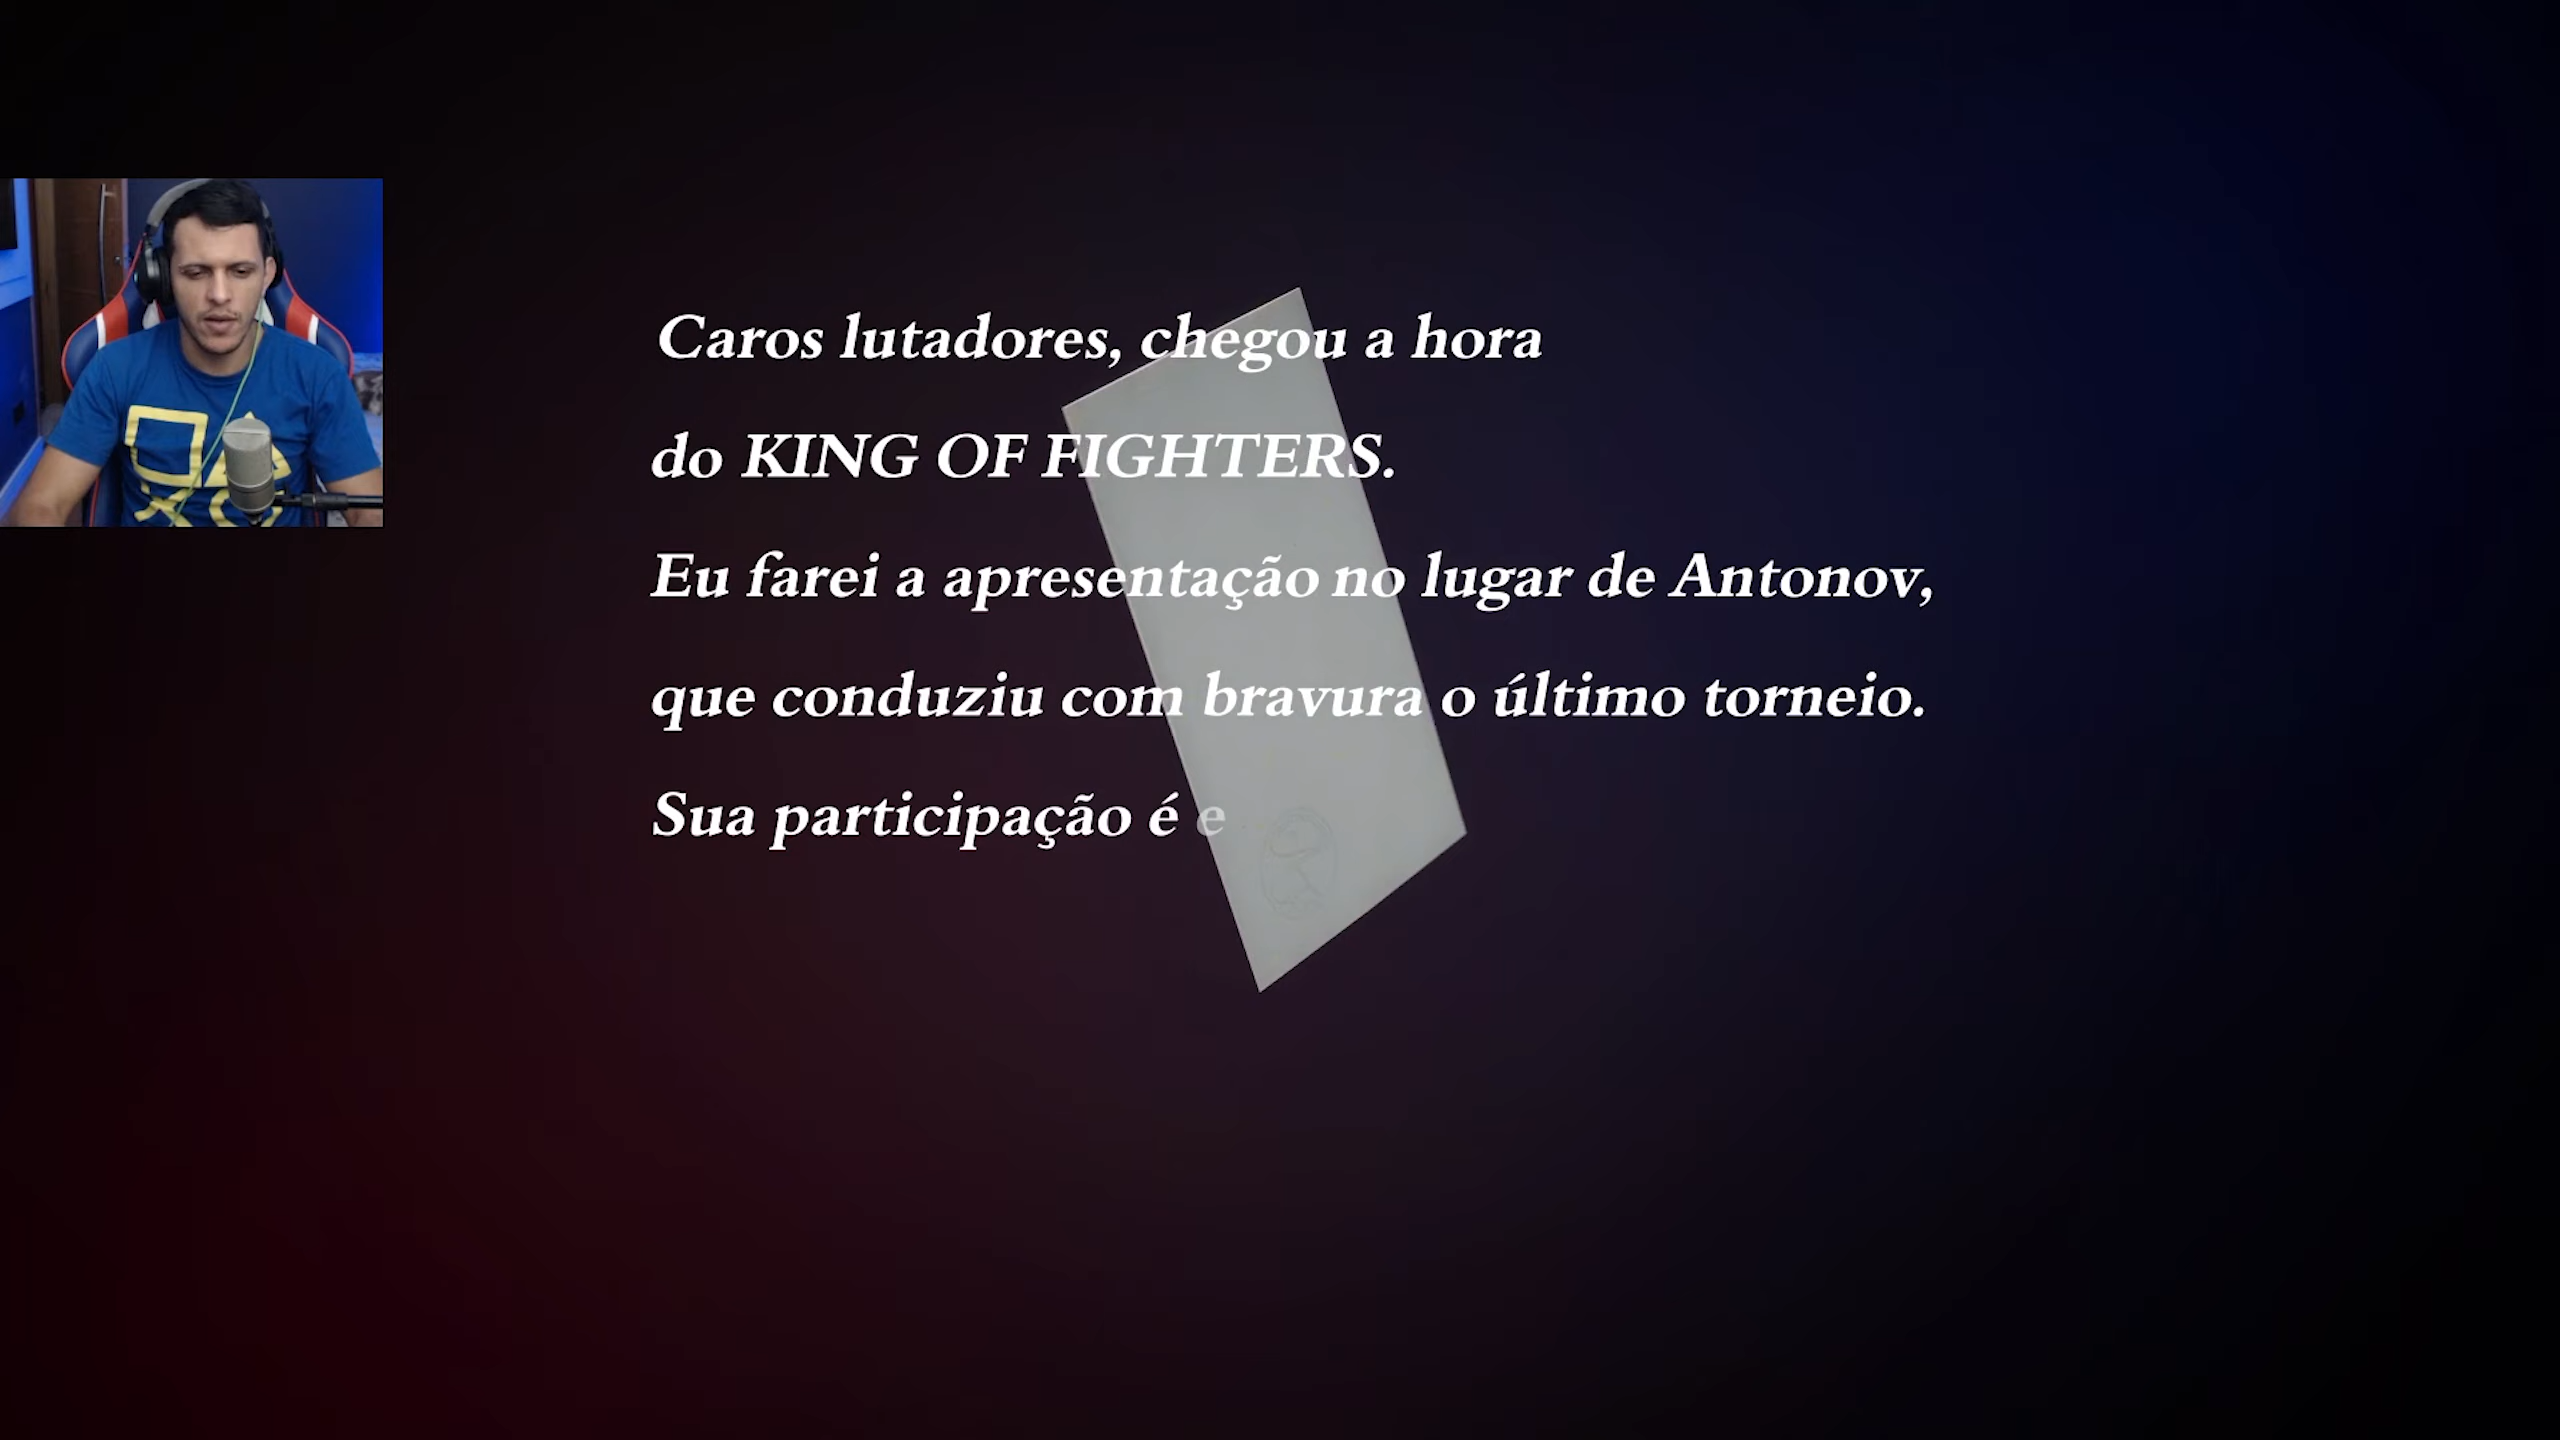 Caros lutadores, chegou a hora
do KING OF FIGHTERS.
Eu farei a apresentação no lugar de Antonov,
que conduziu com bravura o último torneio.
Sua participação é e